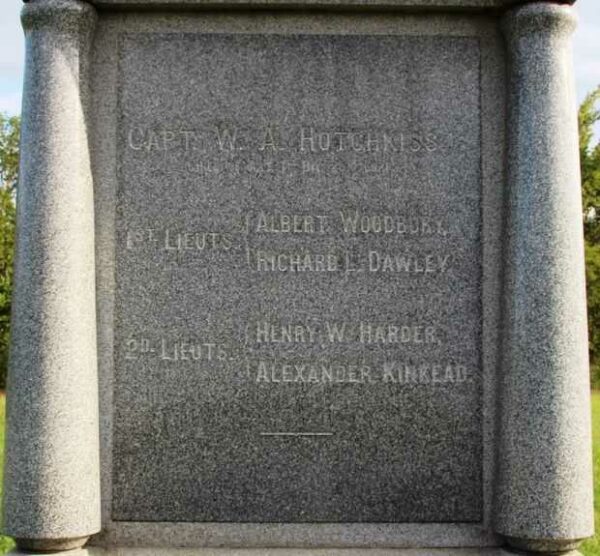 CAPT. W. A. HOTCHKISS.
1ST LIEUTS. ALBERT WOODBURY,
RICHARD L. DAWLEY
2D. LIEUTS. HENRY W. HARDER,
ALEXANDER KINKEAD.